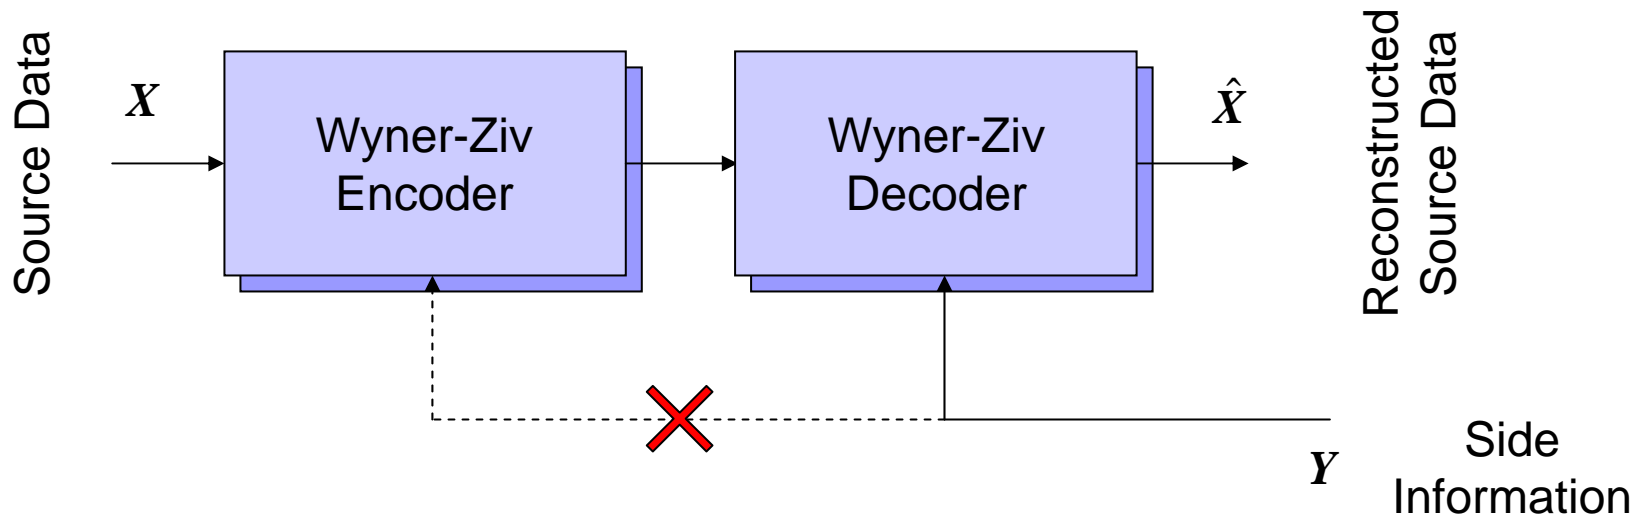 Source Data
X
Wyner-Ziv
Encoder
Wyner-Ziv
Decoder
X̂
Reconstructed
Source Data
Y
Side
Information